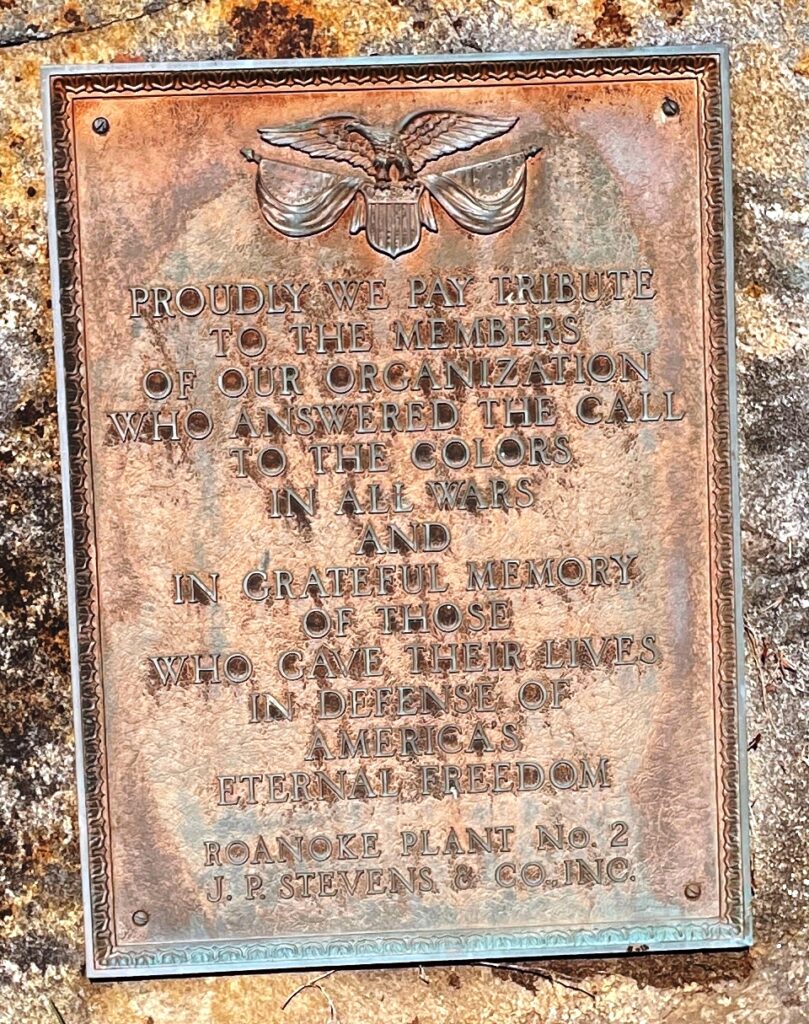 PROUDLY WE PAY TRIBUTE
TO THE MEMBERS
OF OUR ORGANIZATION
WHO ANSWERED THE CALL
TO THE COLORS
IN ALL WARS
AND
IN GRATEFUL MEMORY
OF THOSE
WHO GAVE THEIR LIVES
IN DEFENSE OF
AMERICA'S
ETERNAL FREEDOM
ROANOKE PLANT NO. 2
J. P. STEVENS & CO., INC.